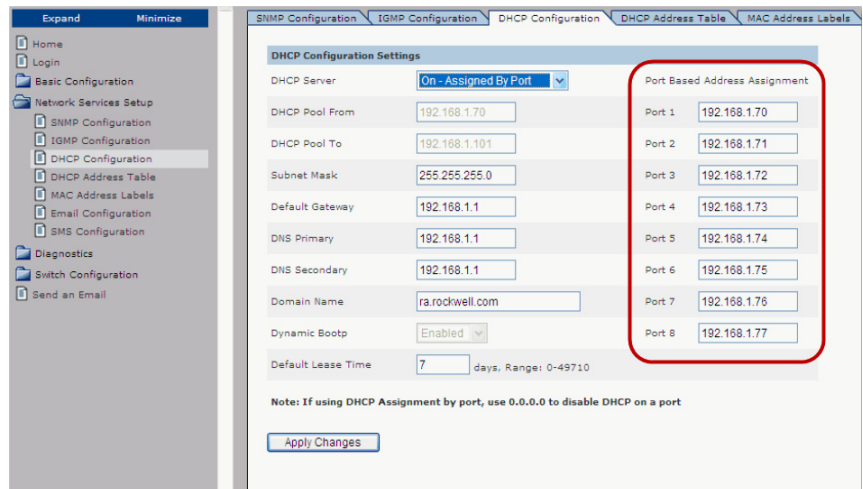 Expand Minimize
Home
Login
Basic Configuration
Network Services Setup
SNMP Configuration
IGMP Configuration
DHCP Configuration
DHCP Address Table
MAC Address Labels
Email Configuration
SMS Configuration
Diagnostics
Switch Configuration
Send an Email
SNMP Configuration IGMP Configuration DHCP Configuration DHCP Address Table MAC Address Labels
DHCP Configuration Settings
DHCP Server On - Assigned By Port
DHCP Pool From 192.168.1.70
DHCP Pool To 192.168.1.101
Subnet Mask 255.255.255.0
Default Gateway 192.168.1.1
DNS Primary 192.168.1.1
DNS Secondary 192.168.1.1
Domain Name ra.rockwell.com
Dynamic Bootp Enabled
Default Lease Time 7 days, Range: 0-49710
Port Based Address Assignment
Port 1 192.168.1.70
Port 2 192.168.1.71
Port 3 192.168.1.72
Port 4 192.168.1.73
Port 5 192.168.1.74
Port 6 192.168.1.75
Port 7 192.168.1.76
Port 8 192.168.1.77
Note: If using DHCP Assignment by port, use 0.0.0.0 to disable DHCP on a port
Apply Changes